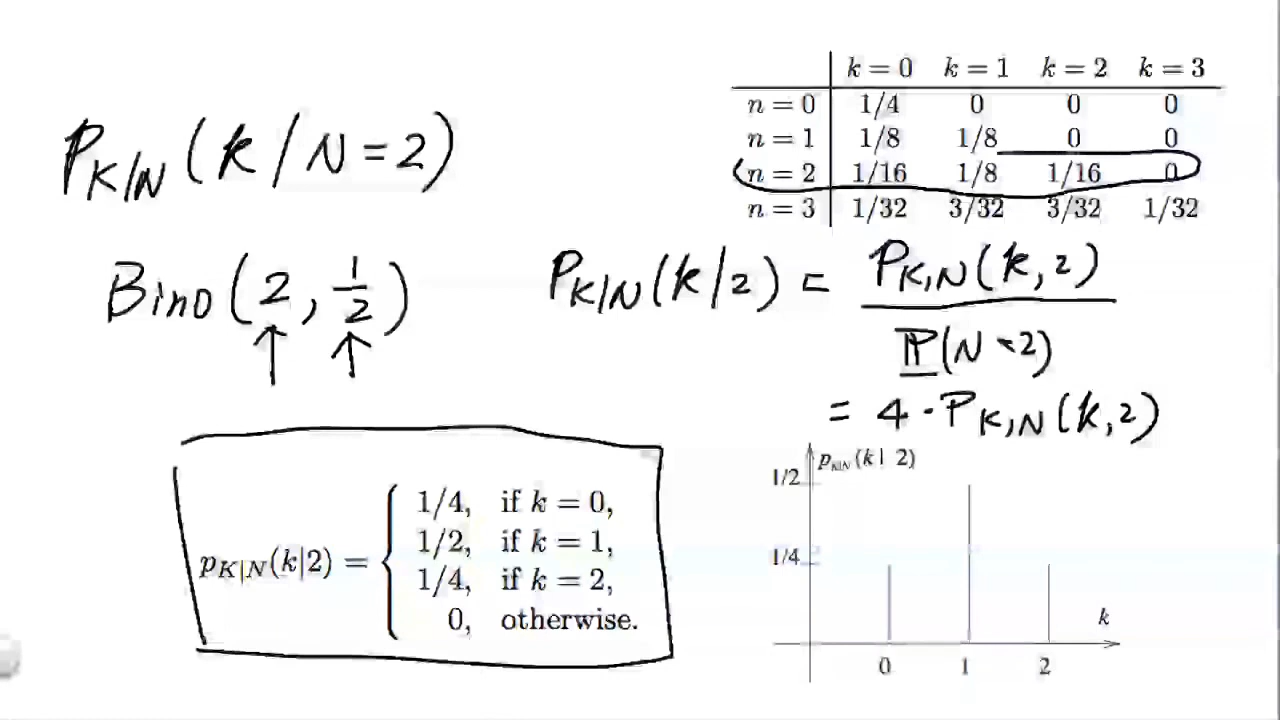 k = 0 k = 1 k = 2 k = 3
n = 0 1/4 0 0 0
n = 1 1/8 1/8 0 0
n = 2 1/16 1/8 1/16 0
n = 3 1/32 3/32 3/32 1/32
P_{K|N}(k/N=2)
Bino(2, 1/2)
↑ ↑
P_{K|N}(k/2) = P_{K,N}(k,2)
ℙ(N=2)
= 4 · P_{K,N}(k,2)
p_{K|N}(k|2) = { 1/4, if k = 0,
1/2, if k = 1,
1/4, if k = 2,
0, otherwise.
p_{K|N}(k | 2)
1/2
1/4
k
0 1 2